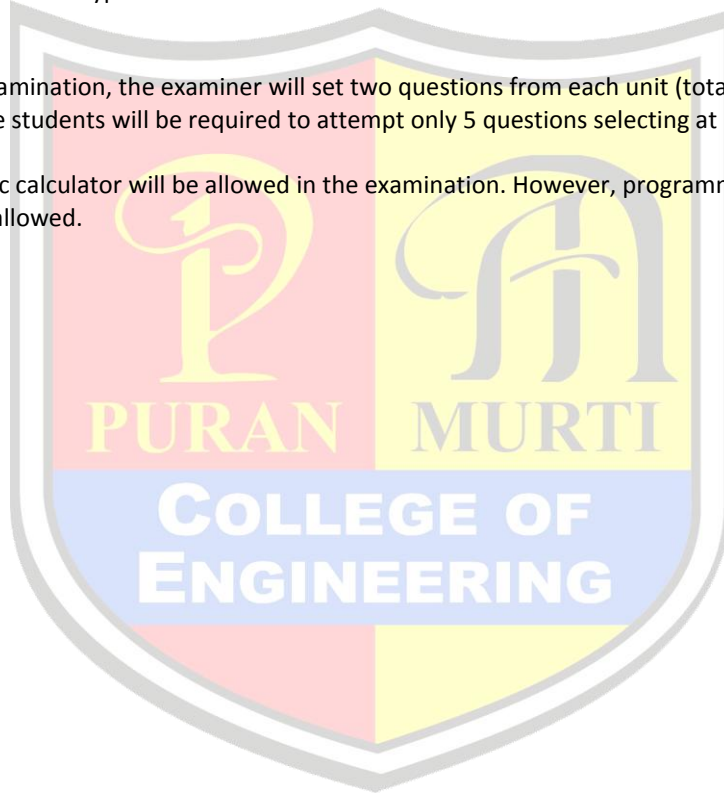 amination, the examiner will set two questions from each unit (tota
e students will be required to attempt only 5 questions selecting at
c calculator will be allowed in the examination. However, programm
allowed.
PURAN MURTI
COLLEGE OF
ENGINEERING